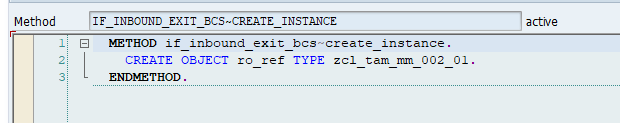 Method IF_INBOUND_EXIT_BCS~CREATE_INSTANCE active
1 METHOD if_inbound_exit_bcs~create_instance.
2 CREATE OBJECT ro_ref TYPE zcl_tam_mm_002_01.
3 ENDMETHOD.